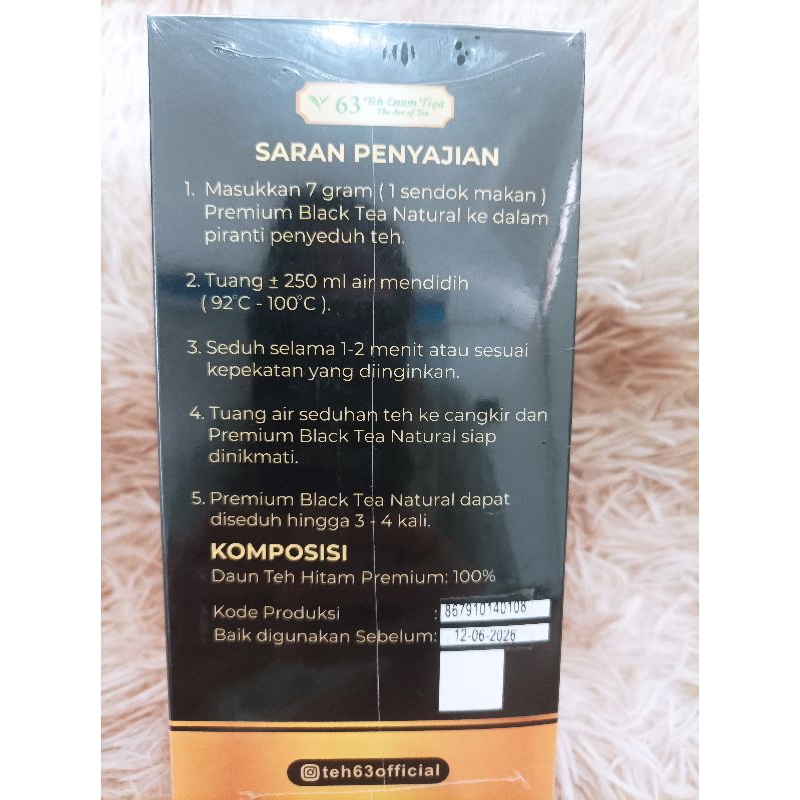 63 Teh Enam Tiga
The Art of Tea
SARAN PENYAJIAN
1. Masukkan 7 gram ( 1 sendok makan )
Premium Black Tea Natural ke dalam
piranti penyeduh teh.
2. Tuang ± 250 ml air mendidih
( 92°C - 100°C ).
3. Seduh selama 1-2 menit atau sesuai
kepekatan yang diinginkan.
4. Tuang air seduhan teh ke cangkir dan
Premium Black Tea Natural siap
dinikmati.
5. Premium Black Tea Natural dapat
diseduh hingga 3 - 4 kali.
KOMPOSISI
Daun Teh Hitam Premium: 100%
Kode Produksi : 867910140108
Baik digunakan Sebelum: 12-06-2026
teh63official